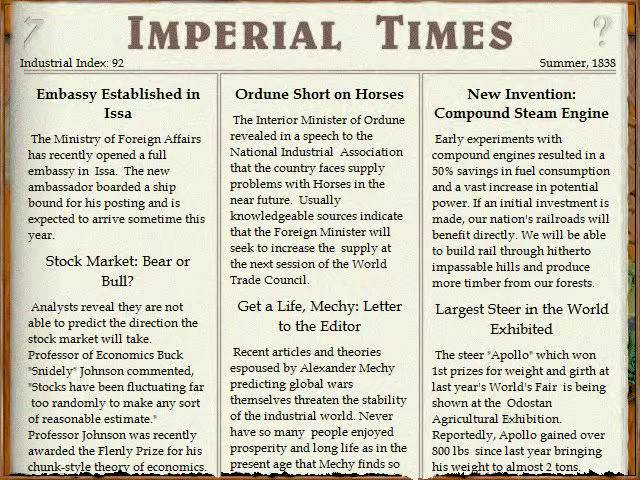 Imperial Times
Industrial Index: 92
Summer, 1838
Embassy Established in
Issa
The Ministry of Foreign Affairs
has recently opened a full
embassy in Issa. The new
ambassador boarded a ship
bound for his posting and is
expected to arrive sometime this
year.
Stock Market: Bear or
Bull?
Analysts reveal they are not
able to predict the direction the
stock market will take.
Professor of Economics Buck
"Snidely" Johnson commented,
"Stocks have been fluctuating far
too randomly to make any sort
of reasonable estimate."
Professor Johnson was recently
awarded the Flenly Prize for his
chunk-style theory of economics.
Ordune Short on Horses
The Interior Minister of Ordune
revealed in a speech to the
National Industrial Association
that the country faces supply
problems with Horses in the
near future. Usually
knowledgeable sources indicate
that the Foreign Minister will
seek to increase the supply at
the next session of the World
Trade Council.
Get a Life, Mechy: Letter
to the Editor
Recent articles and theories
espoused by Alexander Mechy
predicting global wars
themselves threaten the stability
of the industrial world. Never
have so many people enjoyed
prosperity and long life as in the
present age that Mechy finds so
New Invention:
Compound Steam Engine
Early experiments with
compound engines resulted in a
50% savings in fuel consumption
and a vast increase in potential
power. If an initial investment is
made, our nation's railroads will
benefit directly. We will be able
to build rail through hitherto
impassable hills and produce
more timber from our forests.
Largest Steer in the World
Exhibited
The steer "Apollo" which won
1st prizes for weight and girth at
last year's World's Fair is being
shown at the Odostan
Agricultural Exhibition.
Reportedly, Apollo gained over
800 lbs since last year bringing
his weight to almost 2 tons.